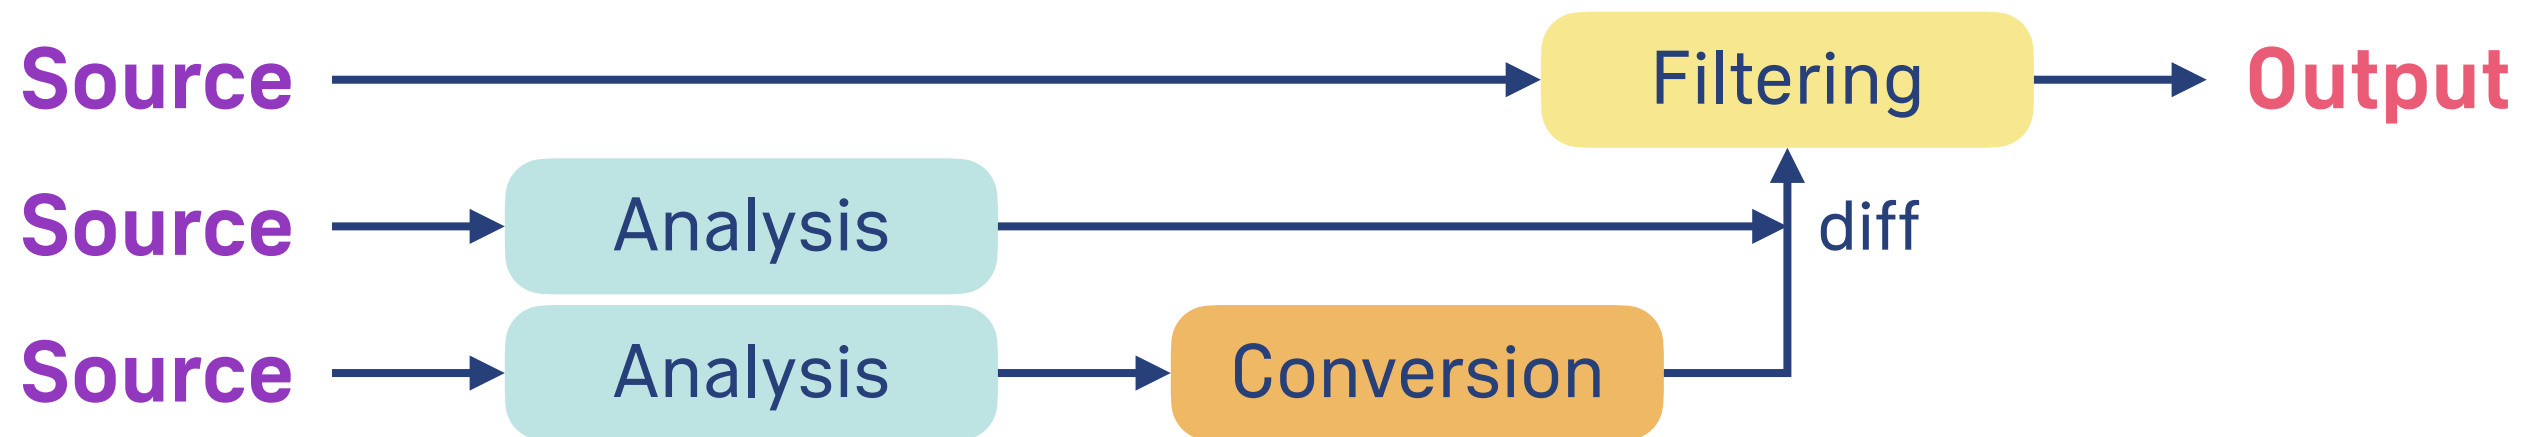 Source Filtering Output
Source Analysis diff
Source Analysis Conversion